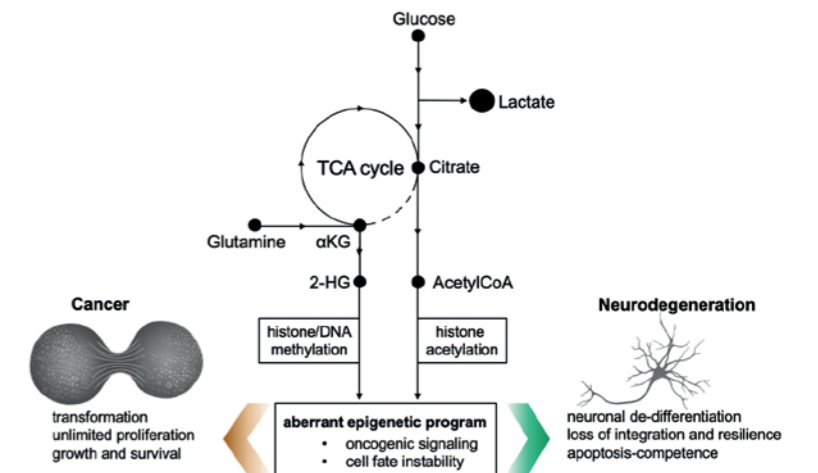 Glucose
Lactate
TCA cycle
Citrate
Glutamine
αKG
2-HG
AcetylCoA
Cancer
Neurodegeneration
histone/DNA
methylation
histone
acetylation
transformation
unlimited proliferation
growth and survival
aberrant epigenetic program
• oncogenic signaling
• cell fate instability
neuronal de-differentiation
loss of integration and resilience
apoptosis-competence